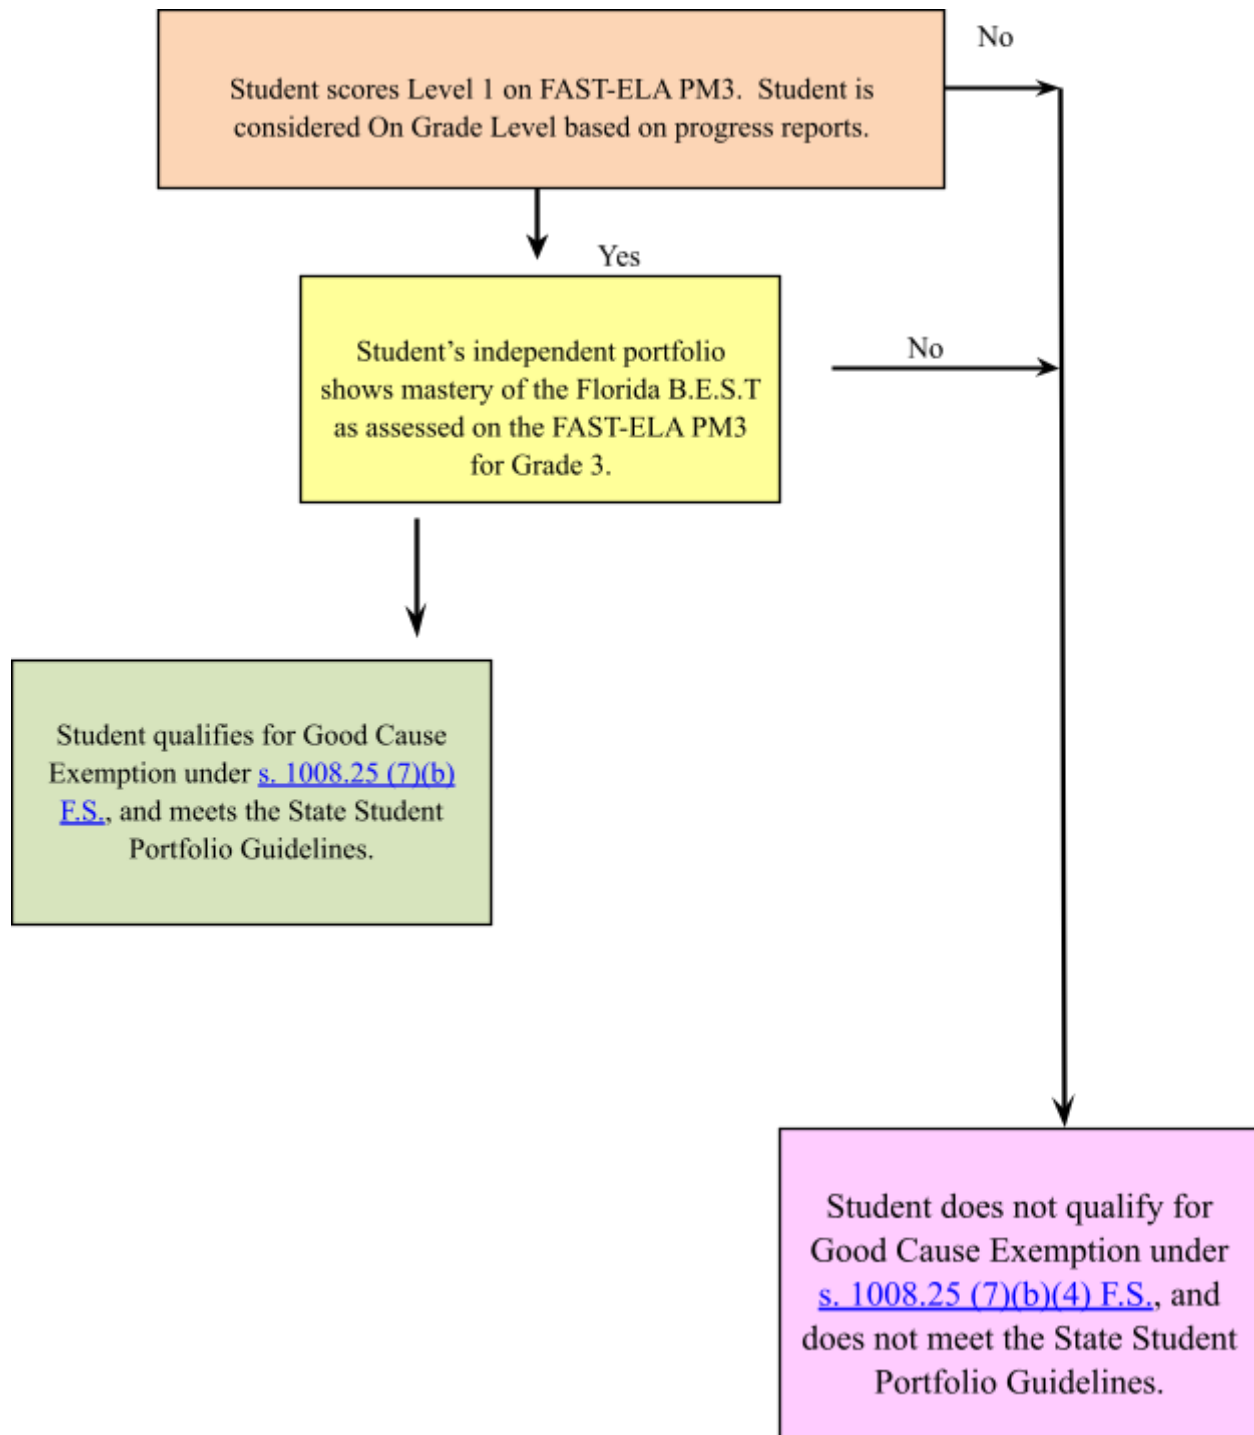 No
Student scores Level 1 on FAST-ELA PM3. Student is
considered On Grade Level based on progress reports.
Yes
Student’s independent portfolio
shows mastery of the Florida B.E.S.T
as assessed on the FAST-ELA PM3
for Grade 3.
No
Student qualifies for Good Cause
Exemption under s. 1008.25 (7)(b)
F.S., and meets the State Student
Portfolio Guidelines.
Student does not qualify for
Good Cause Exemption under
s. 1008.25 (7)(b)(4) F.S., and
does not meet the State Student
Portfolio Guidelines.